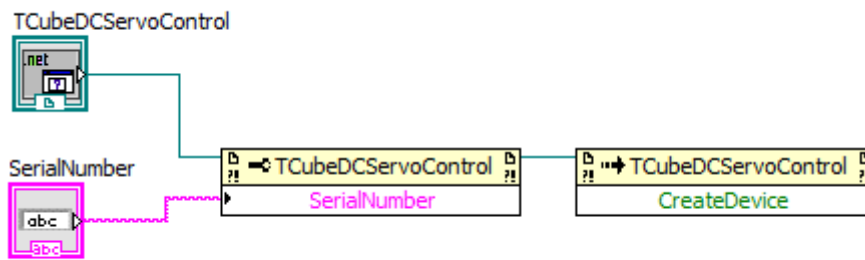 TCubeDCServoControl
.net
?
SerialNumber
abc
abc
?! TCubeDCServoControl ?!
SerialNumber
?! TCubeDCServoControl ?!
CreateDevice